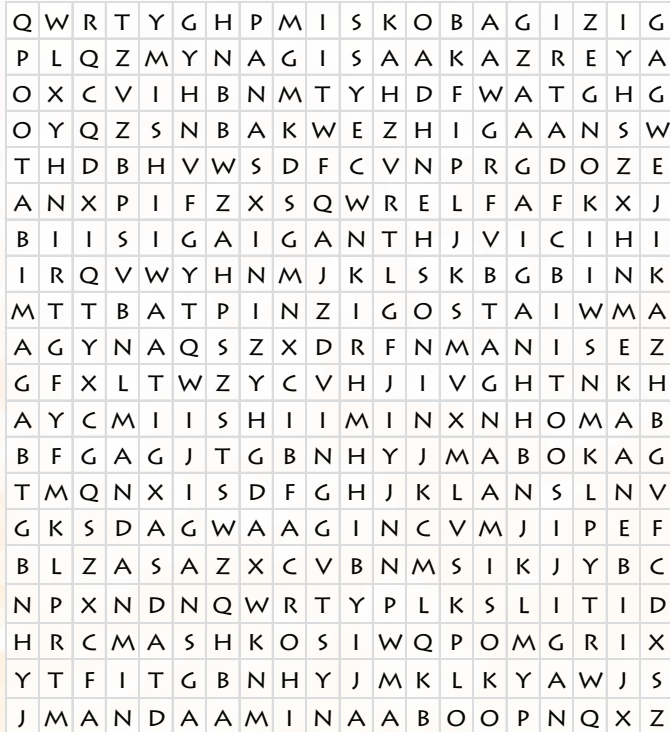 Q W R T Y G H P M I S K O B A G I Z I G
P L Q Z M Y N A G I S A A K A Z R E Y A
O X C V I H B N M T Y H D F W A T G H G
O Y Q Z S N B A K W E Z H I G A A N S W
T H D B H V W S D F C V N P R G D O Z E
A N X P I F Z X S Q W R E L F A F K X J
B I I S I G A I G A N T H J V I C I H I
I R Q V W Y H N M J K L S K B G B I N K
M T T B A T P I N Z I G O S T A I W M A
A G Y N A Q S Z X D R F N M A N I S E Z
G F X L T W Z Y C V H J I V G H T N K H
A Y C M I I S H I I M I N X N H O M A B
B F G A G J T G B N H Y J M A B O K A G
T M Q N X I S D F G H J K L A N S L N V
G K S D A G W A A G I N C V M J I P E F
B L Z A S A Z X C V B N M S I K J Y B C
N P X N D N Q W R T Y P L K S L I T I D
H R C M A S H K O S I W Q P O M G R I X
Y T F I T G B N H Y J M K L K Y A W J S
J M A N D A A M I N A A B O O P N Q X Z